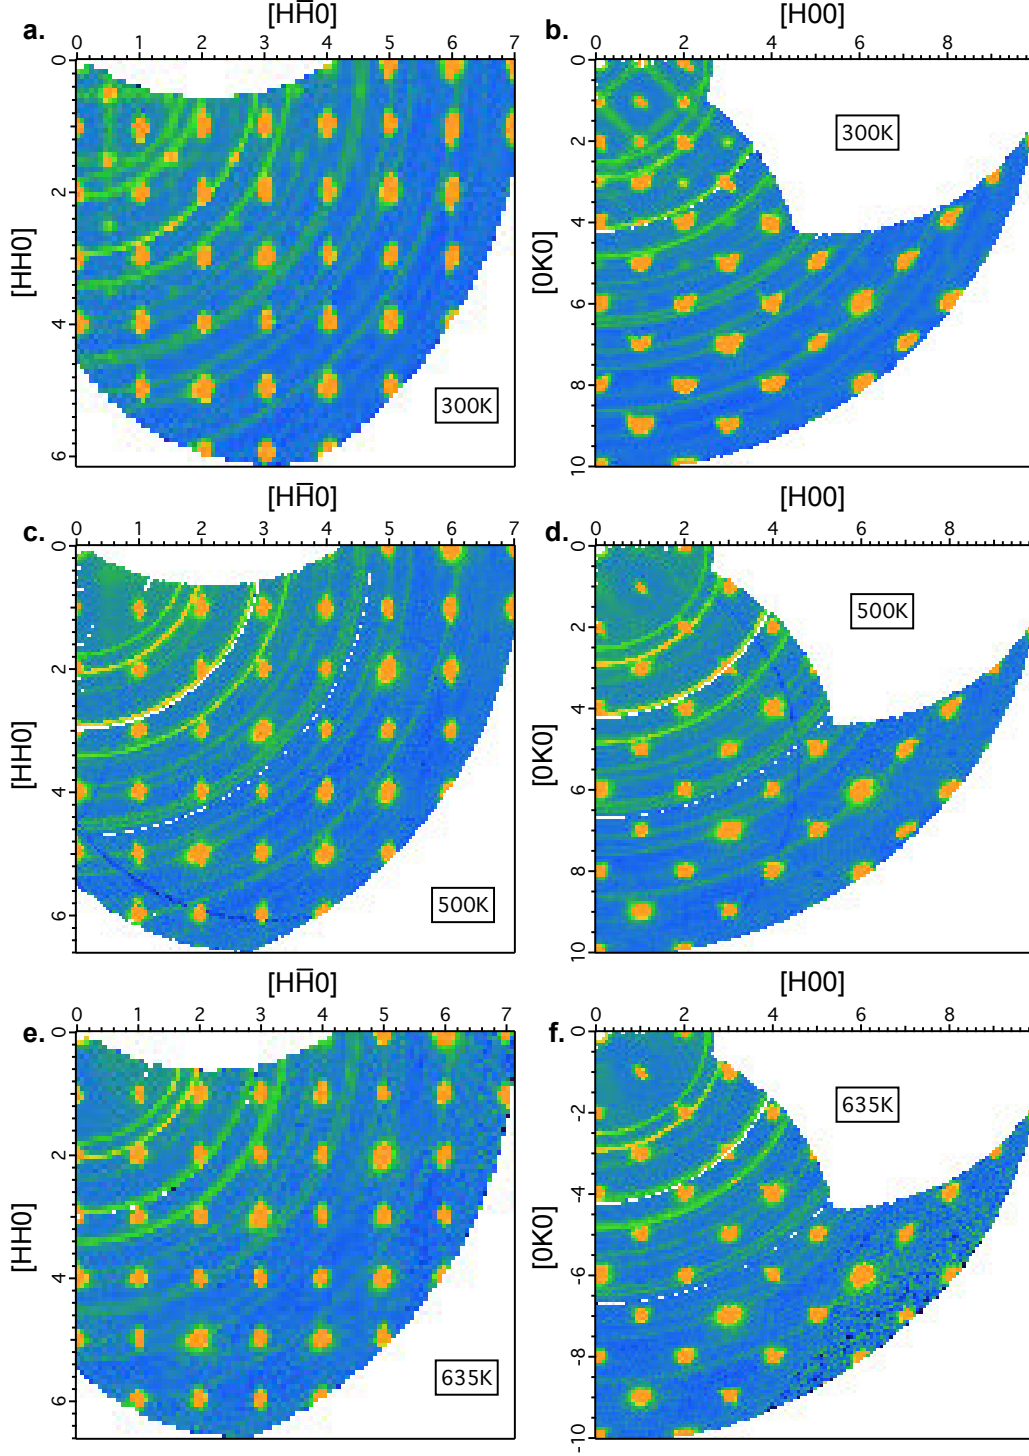 a. [HH̅0]
0 1 2 3 4 5 6 7
[HH0]
0
2
4
6
300K
b. [H00]
0 2 4 6 8
[0K0]
0
2
4
6
8
10
300K
c. [HH̅0]
0 1 2 3 4 5 6 7
[HH0]
0
2
4
6
500K
d. [H00]
0 2 4 6 8
[0K0]
0
2
4
6
8
10
500K
e. [HH̅0]
0 1 2 3 4 5 6 7
[HH0]
0
2
4
6
635K
f. [H00]
0 2 4 6 8
[0K0]
0
-2
-4
-6
-8
-10
635K